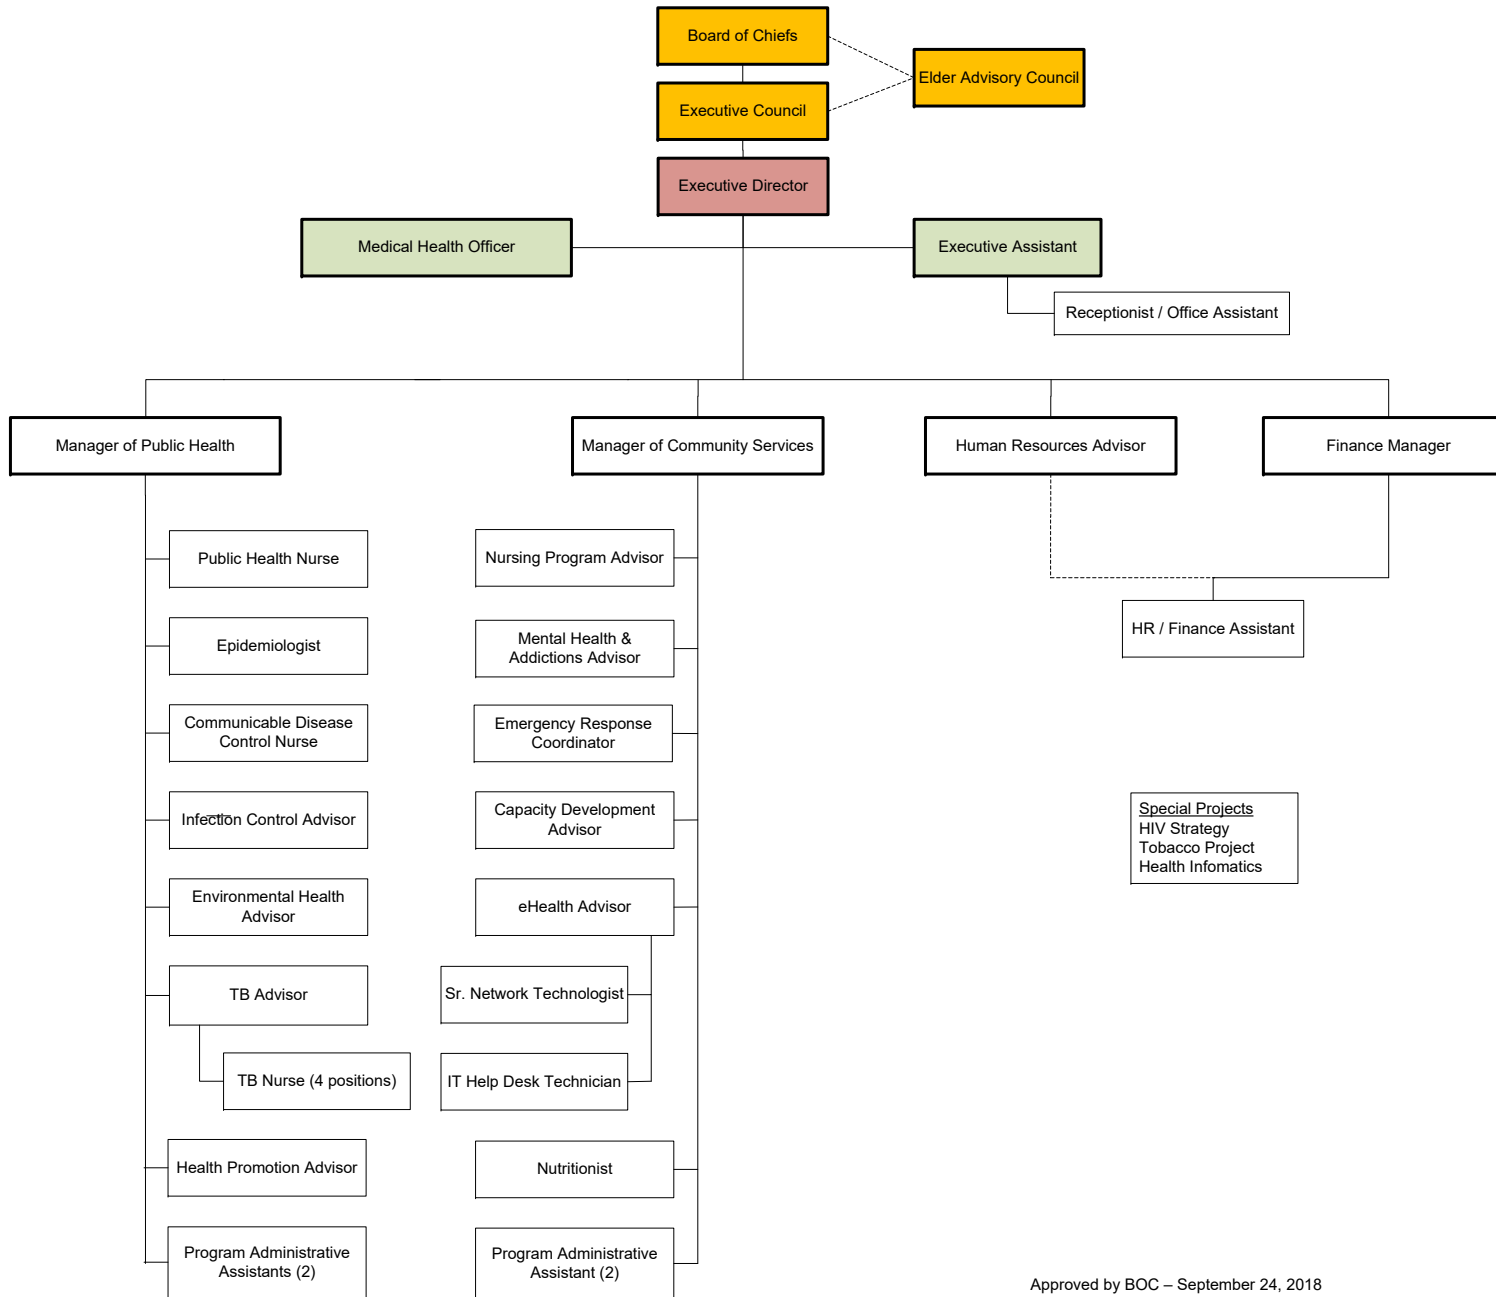 Board of Chiefs
Elder Advisory Council
Executive Council
Executive Director
Medical Health Officer
Executive Assistant
Receptionist / Office Assistant
Manager of Public Health
Manager of Community Services
Human Resources Advisor
Finance Manager
Public Health Nurse
Epidemiologist
Communicable Disease
Control Nurse
Infection Control Advisor
Environmental Health
Advisor
TB Advisor
TB Nurse (4 positions)
Health Promotion Advisor
Program Administrative
Assistants (2)
Nursing Program Advisor
Mental Health &
Addictions Advisor
Emergency Response
Coordinator
Capacity Development
Advisor
eHealth Advisor
Sr. Network Technologist
IT Help Desk Technician
Nutritionist
Program Administrative
Assistant (2)
HR / Finance Assistant
Special Projects
HIV Strategy
Tobacco Project
Health Infomatics
Approved by BOC – September 24, 2018